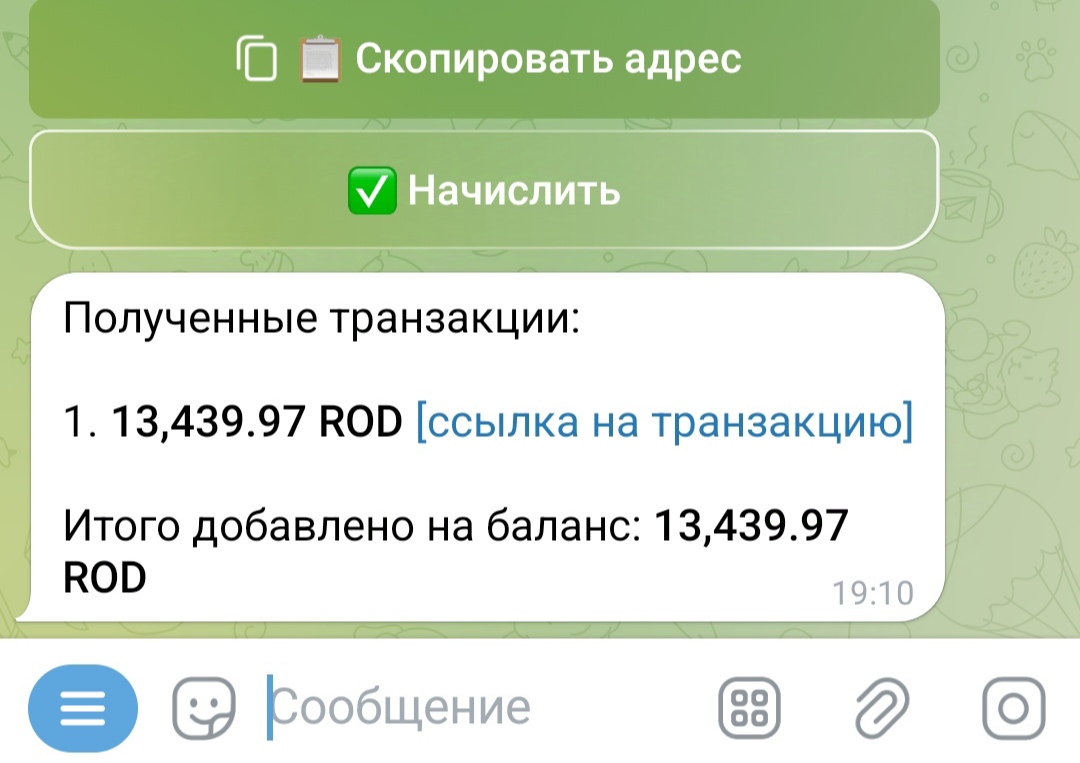 📋 Скопировать адрес
✅ Начислить
Полученные транзакции:
1. 13,439.97 ROD [ссылка на транзакцию]
Итого добавлено на баланс: 13,439.97
ROD
19:10
Сообщение